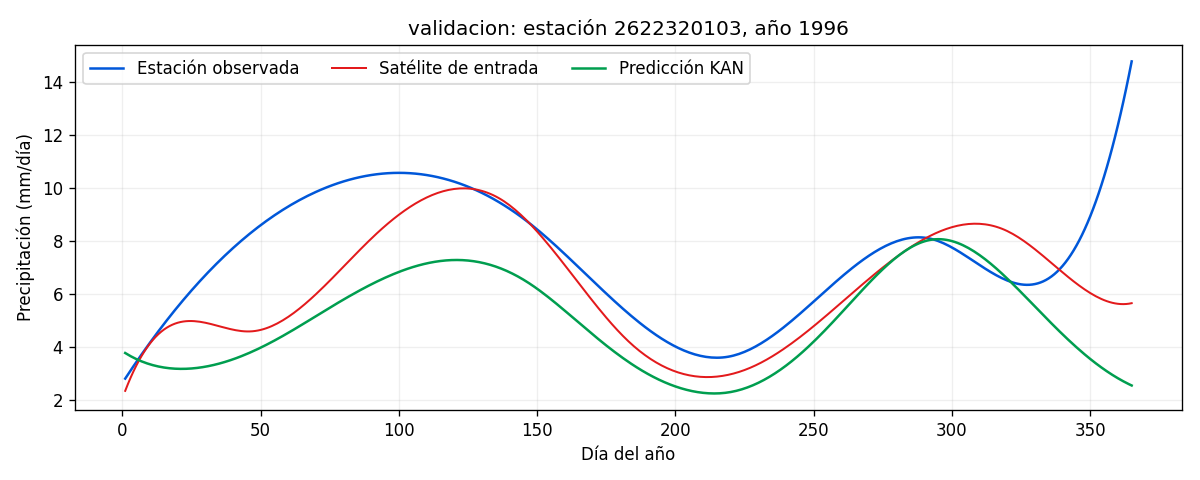 validacion: estación 2622320103, año 1996
Estación observada
Satélite de entrada
Predicción KAN
Precipitación (mm/día)
14
12
10
8
6
4
2
0 50 100 150 200 250 300 350
Día del año